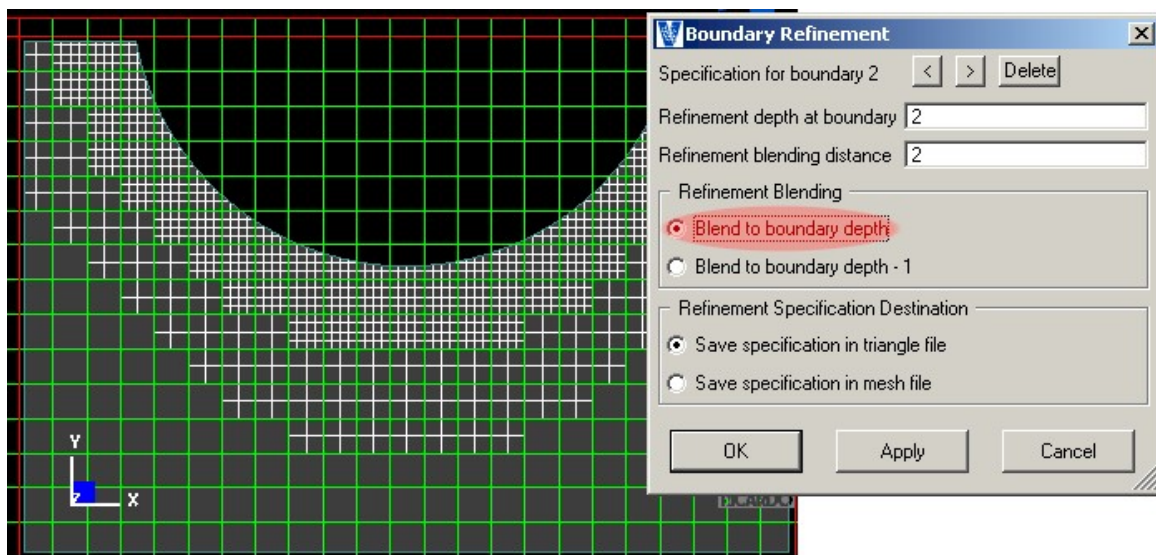 Boundary Refinement
Specification for boundary 2 < > Delete
Refinement depth at boundary 2
Refinement blending distance 2
Refinement Blending
Blend to boundary depth
Blend to boundary depth - 1
Refinement Specification Destination
Save specification in triangle file
Save specification in mesh file
OK Apply Cancel
Y
Z X